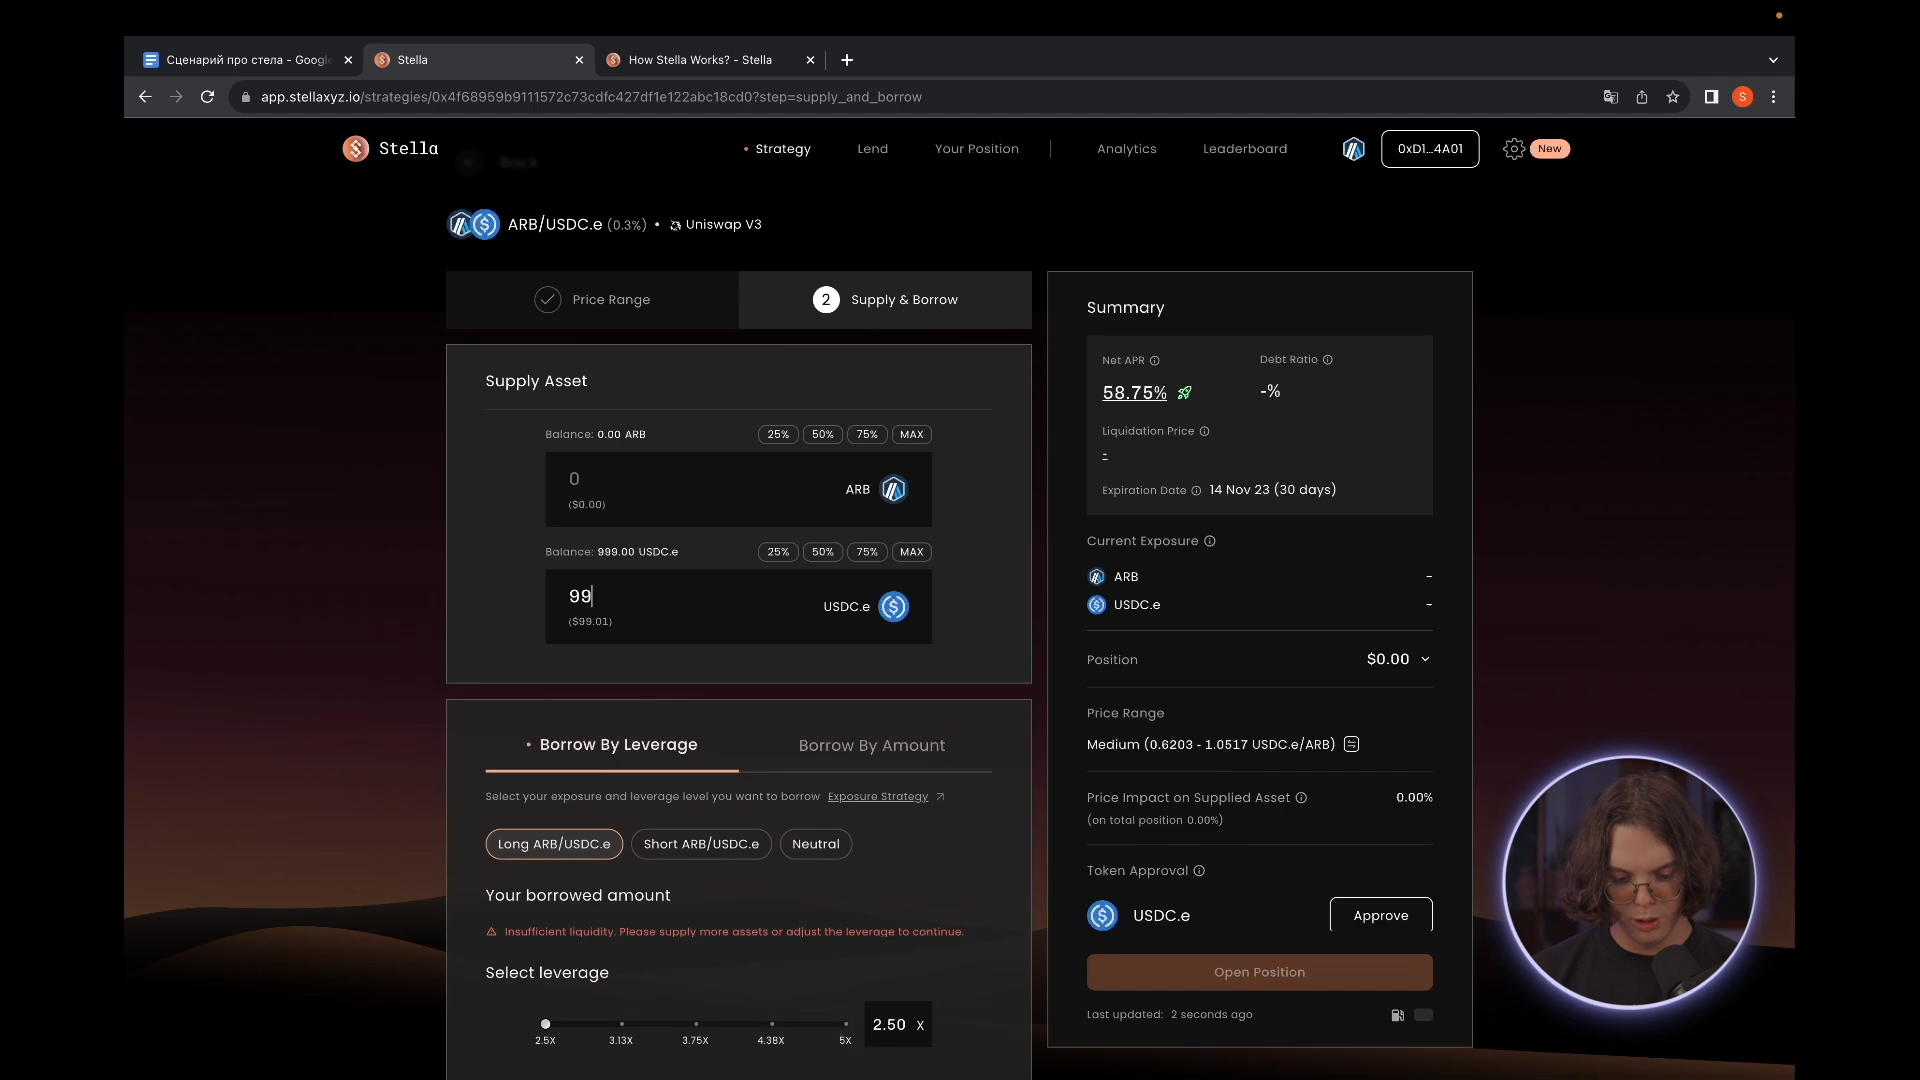 Сценарий про стела - Google
Stella
How Stella Works? - Stella
app.stellaxyz.io/strategies/0x4f68959b9111572c73cdfc427df1e122abc18cd0?step=supply_and_borrow
S
Stella
Back
Strategy
Lend
Your Position
Analytics
Leaderboard
0xD1...4A01
New
ARB/USDC.e (0.3%) • Uniswap V3
Price Range
2 Supply & Borrow
Supply Asset
Balance: 0.00 ARB
25% 50% 75% MAX
0
($0.00)
ARB
Balance: 999.00 USDC.e
25% 50% 75% MAX
99
($99.01)
USDC.e
Borrow By Leverage
Borrow By Amount
Select your exposure and leverage level you want to borrow Exposure Strategy
Long ARB/USDC.e
Short ARB/USDC.e
Neutral
Your borrowed amount
Insufficient liquidity. Please supply more assets or adjust the leverage to continue.
Select leverage
2.5X 3.13X 3.75X 4.38X 5X
2.50 X
Summary
Net APR
58.75%
Debt Ratio
-%
Liquidation Price
-
Expiration Date 14 Nov 23 (30 days)
Current Exposure
ARB -
USDC.e -
Position $0.00
Price Range
Medium (0.6203 - 1.0517 USDC.e/ARB)
Price Impact on Supplied Asset 0.00%
(on total position 0.00%)
Token Approval
USDC.e
Approve
Open Position
Last updated: 2 seconds ago